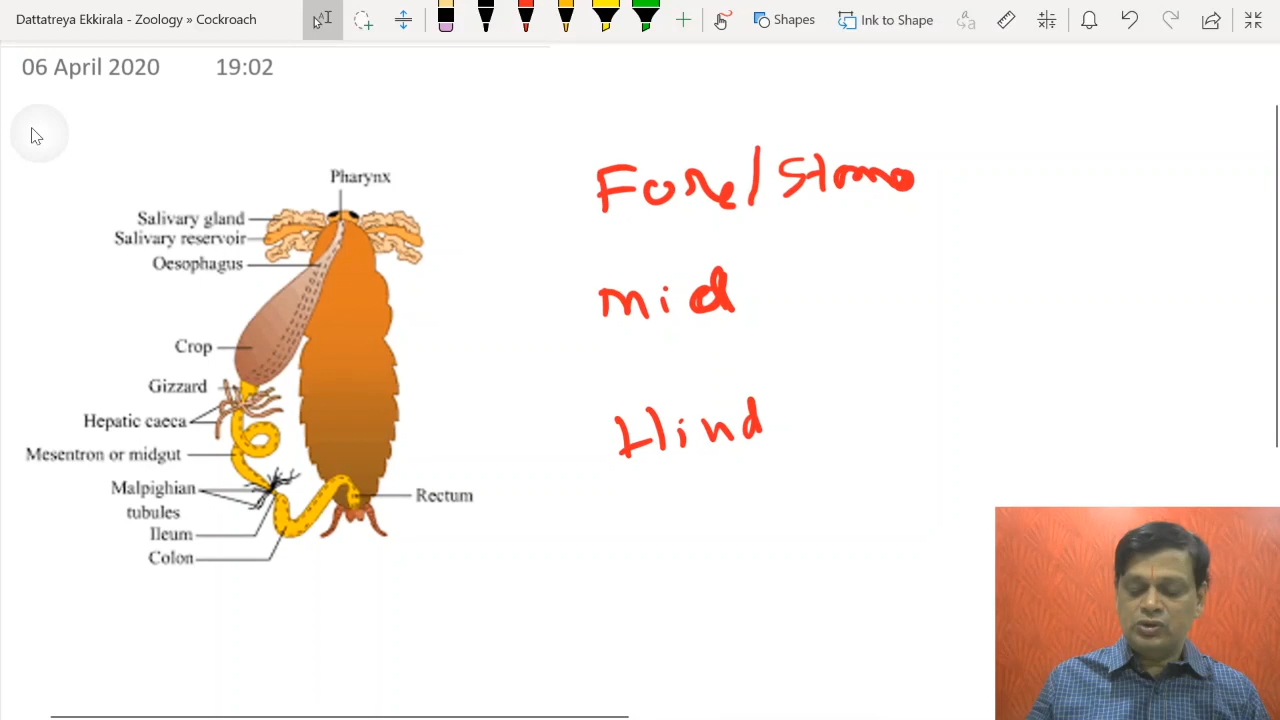 Dattatreya Ekkirala - Zoology » Cockroach
Shapes
Ink to Shape
06 April 2020 19:02
Pharynx
Salivary gland
Salivary reservoir
Oesophagus
Crop
Gizzard
Hepatic caeca
Mesentron or midgut
Malpighian
tubules
Ileum
Colon
Rectum
Fore/Stomo
mid
Hind